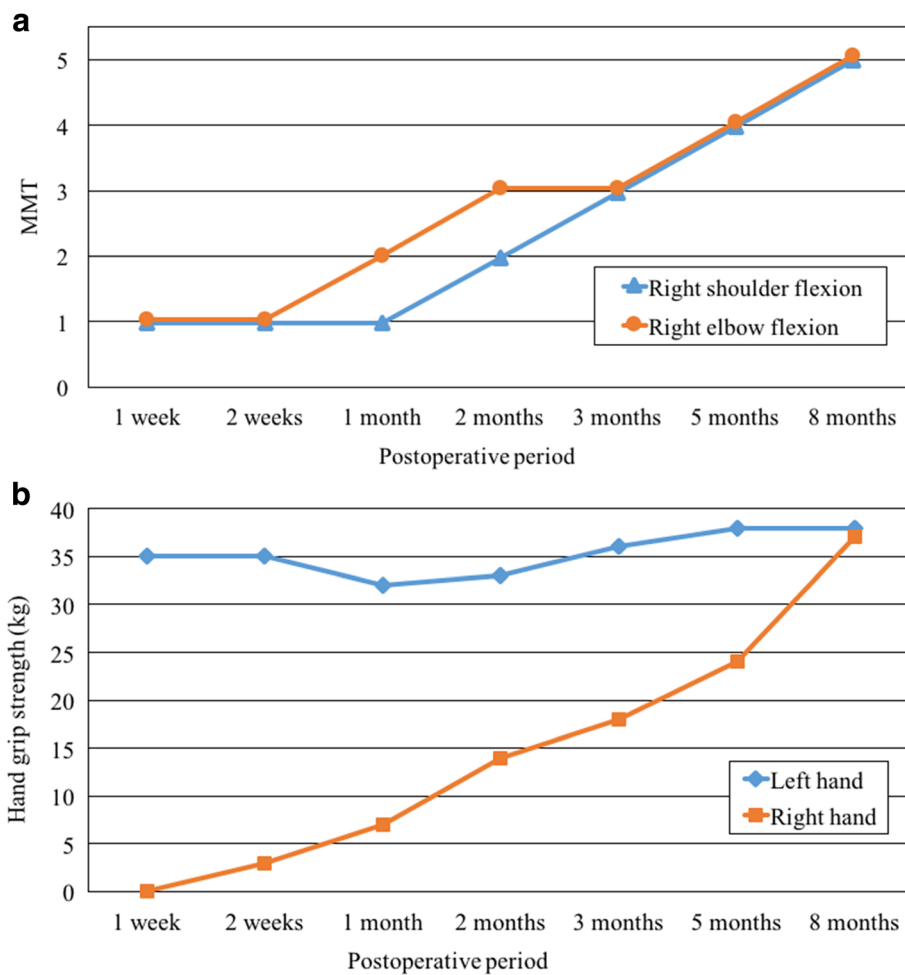 a
5
4
3
2
1
0
MMT
Right shoulder flexion
Right elbow flexion
1 week 2 weeks 1 month 2 months 3 months 5 months 8 months
Postoperative period
b
40
35
30
25
20
15
10
5
0
Hand grip strength (kg)
Left hand
Right hand
1 week 2 weeks 1 month 2 months 3 months 5 months 8 months
Postoperative period